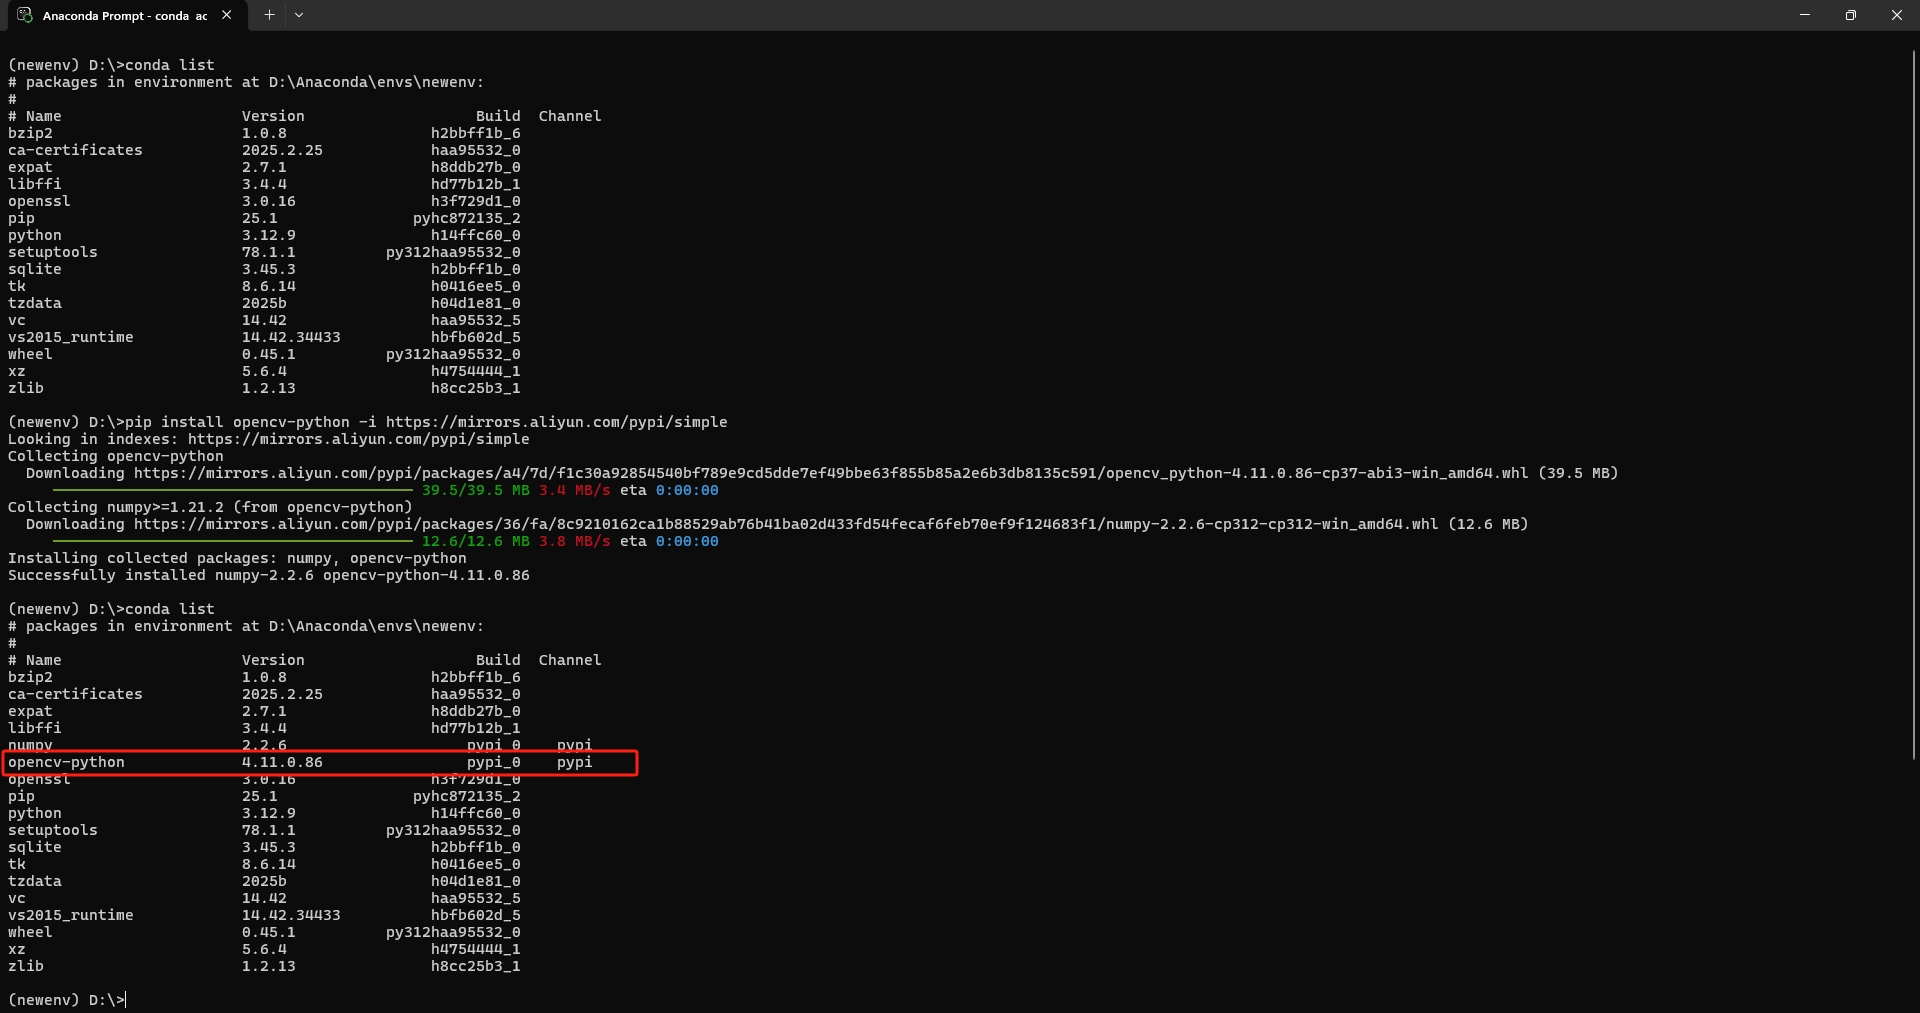 Anaconda Prompt - conda ac
(newenv) D:\>conda list
# packages in environment at D:\Anaconda\envs\newenv:
#
# Name                    Version                   Build  Channel
bzip2                     1.0.8                h2bbff1b_6
ca-certificates           2025.2.25            haa95532_0
expat                     2.7.1                h8ddb27b_0
libffi                    3.4.4                hd77b12b_1
openssl                   3.0.16               h3f729d1_0
pip                       25.1               pyhc872135_2
python                    3.12.9               h14ffc60_0
setuptools                78.1.1          py312haa95532_0
sqlite                    3.45.3               h2bbff1b_0
tk                        8.6.14               h0416ee5_0
tzdata                    2025b                h04d1e81_0
vc                        14.42                haa95532_5
vs2015_runtime            14.42.34433          hbfb602d_5
wheel                     0.45.1          py312haa95532_0
xz                        5.6.4                h4754444_1
zlib                      1.2.13               h8cc25b3_1
(newenv) D:\>pip install opencv-python -i https://mirrors.aliyun.com/pypi/simple
Looking in indexes: https://mirrors.aliyun.com/pypi/simple
Collecting opencv-python
  Downloading https://mirrors.aliyun.com/pypi/packages/a4/7d/f1c30a92854540bf789e9cd5dde7ef49bbe63f855b85a2e6b3db8135c591/opencv_python-4.11.0.86-cp37-abi3-win_amd64.whl (39.5 MB)
39.5/39.5 MB 3.4 MB/s eta 0:00:00
Collecting numpy>=1.21.2 (from opencv-python)
  Downloading https://mirrors.aliyun.com/pypi/packages/36/fa/8c9210162ca1b88529ab76b41ba02d433fd54fecaf6feb70ef9f124683f1/numpy-2.2.6-cp312-cp312-win_amd64.whl (12.6 MB)
12.6/12.6 MB 3.8 MB/s eta 0:00:00
Installing collected packages: numpy, opencv-python
Successfully installed numpy-2.2.6 opencv-python-4.11.0.86
(newenv) D:\>conda list
# packages in environment at D:\Anaconda\envs\newenv:
#
# Name                    Version                   Build  Channel
bzip2                     1.0.8                h2bbff1b_6
ca-certificates           2025.2.25            haa95532_0
expat                     2.7.1                h8ddb27b_0
libffi                    3.4.4                hd77b12b_1
numpy                     2.2.6                    pypi_0    pypi
opencv-python             4.11.0.86                pypi_0    pypi
openssl                   3.0.16               h3f729d1_0
pip                       25.1               pyhc872135_2
python                    3.12.9               h14ffc60_0
setuptools                78.1.1          py312haa95532_0
sqlite                    3.45.3               h2bbff1b_0
tk                        8.6.14               h0416ee5_0
tzdata                    2025b                h04d1e81_0
vc                        14.42                haa95532_5
vs2015_runtime            14.42.34433          hbfb602d_5
wheel                     0.45.1          py312haa95532_0
xz                        5.6.4                h4754444_1
zlib                      1.2.13               h8cc25b3_1
(newenv) D:\>